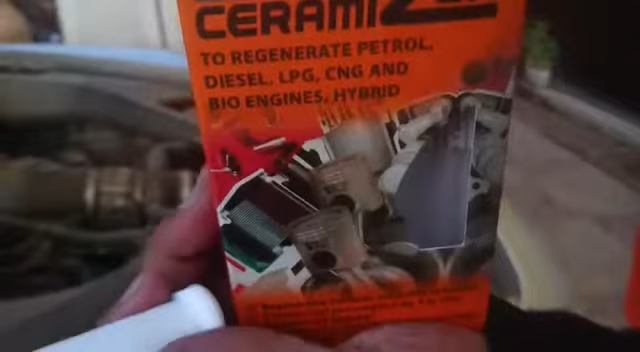 CERAMIZER
TO REGENERATE PETROL,
DIESEL, LPG, CNG AND
BIO ENGINES, HYBRID